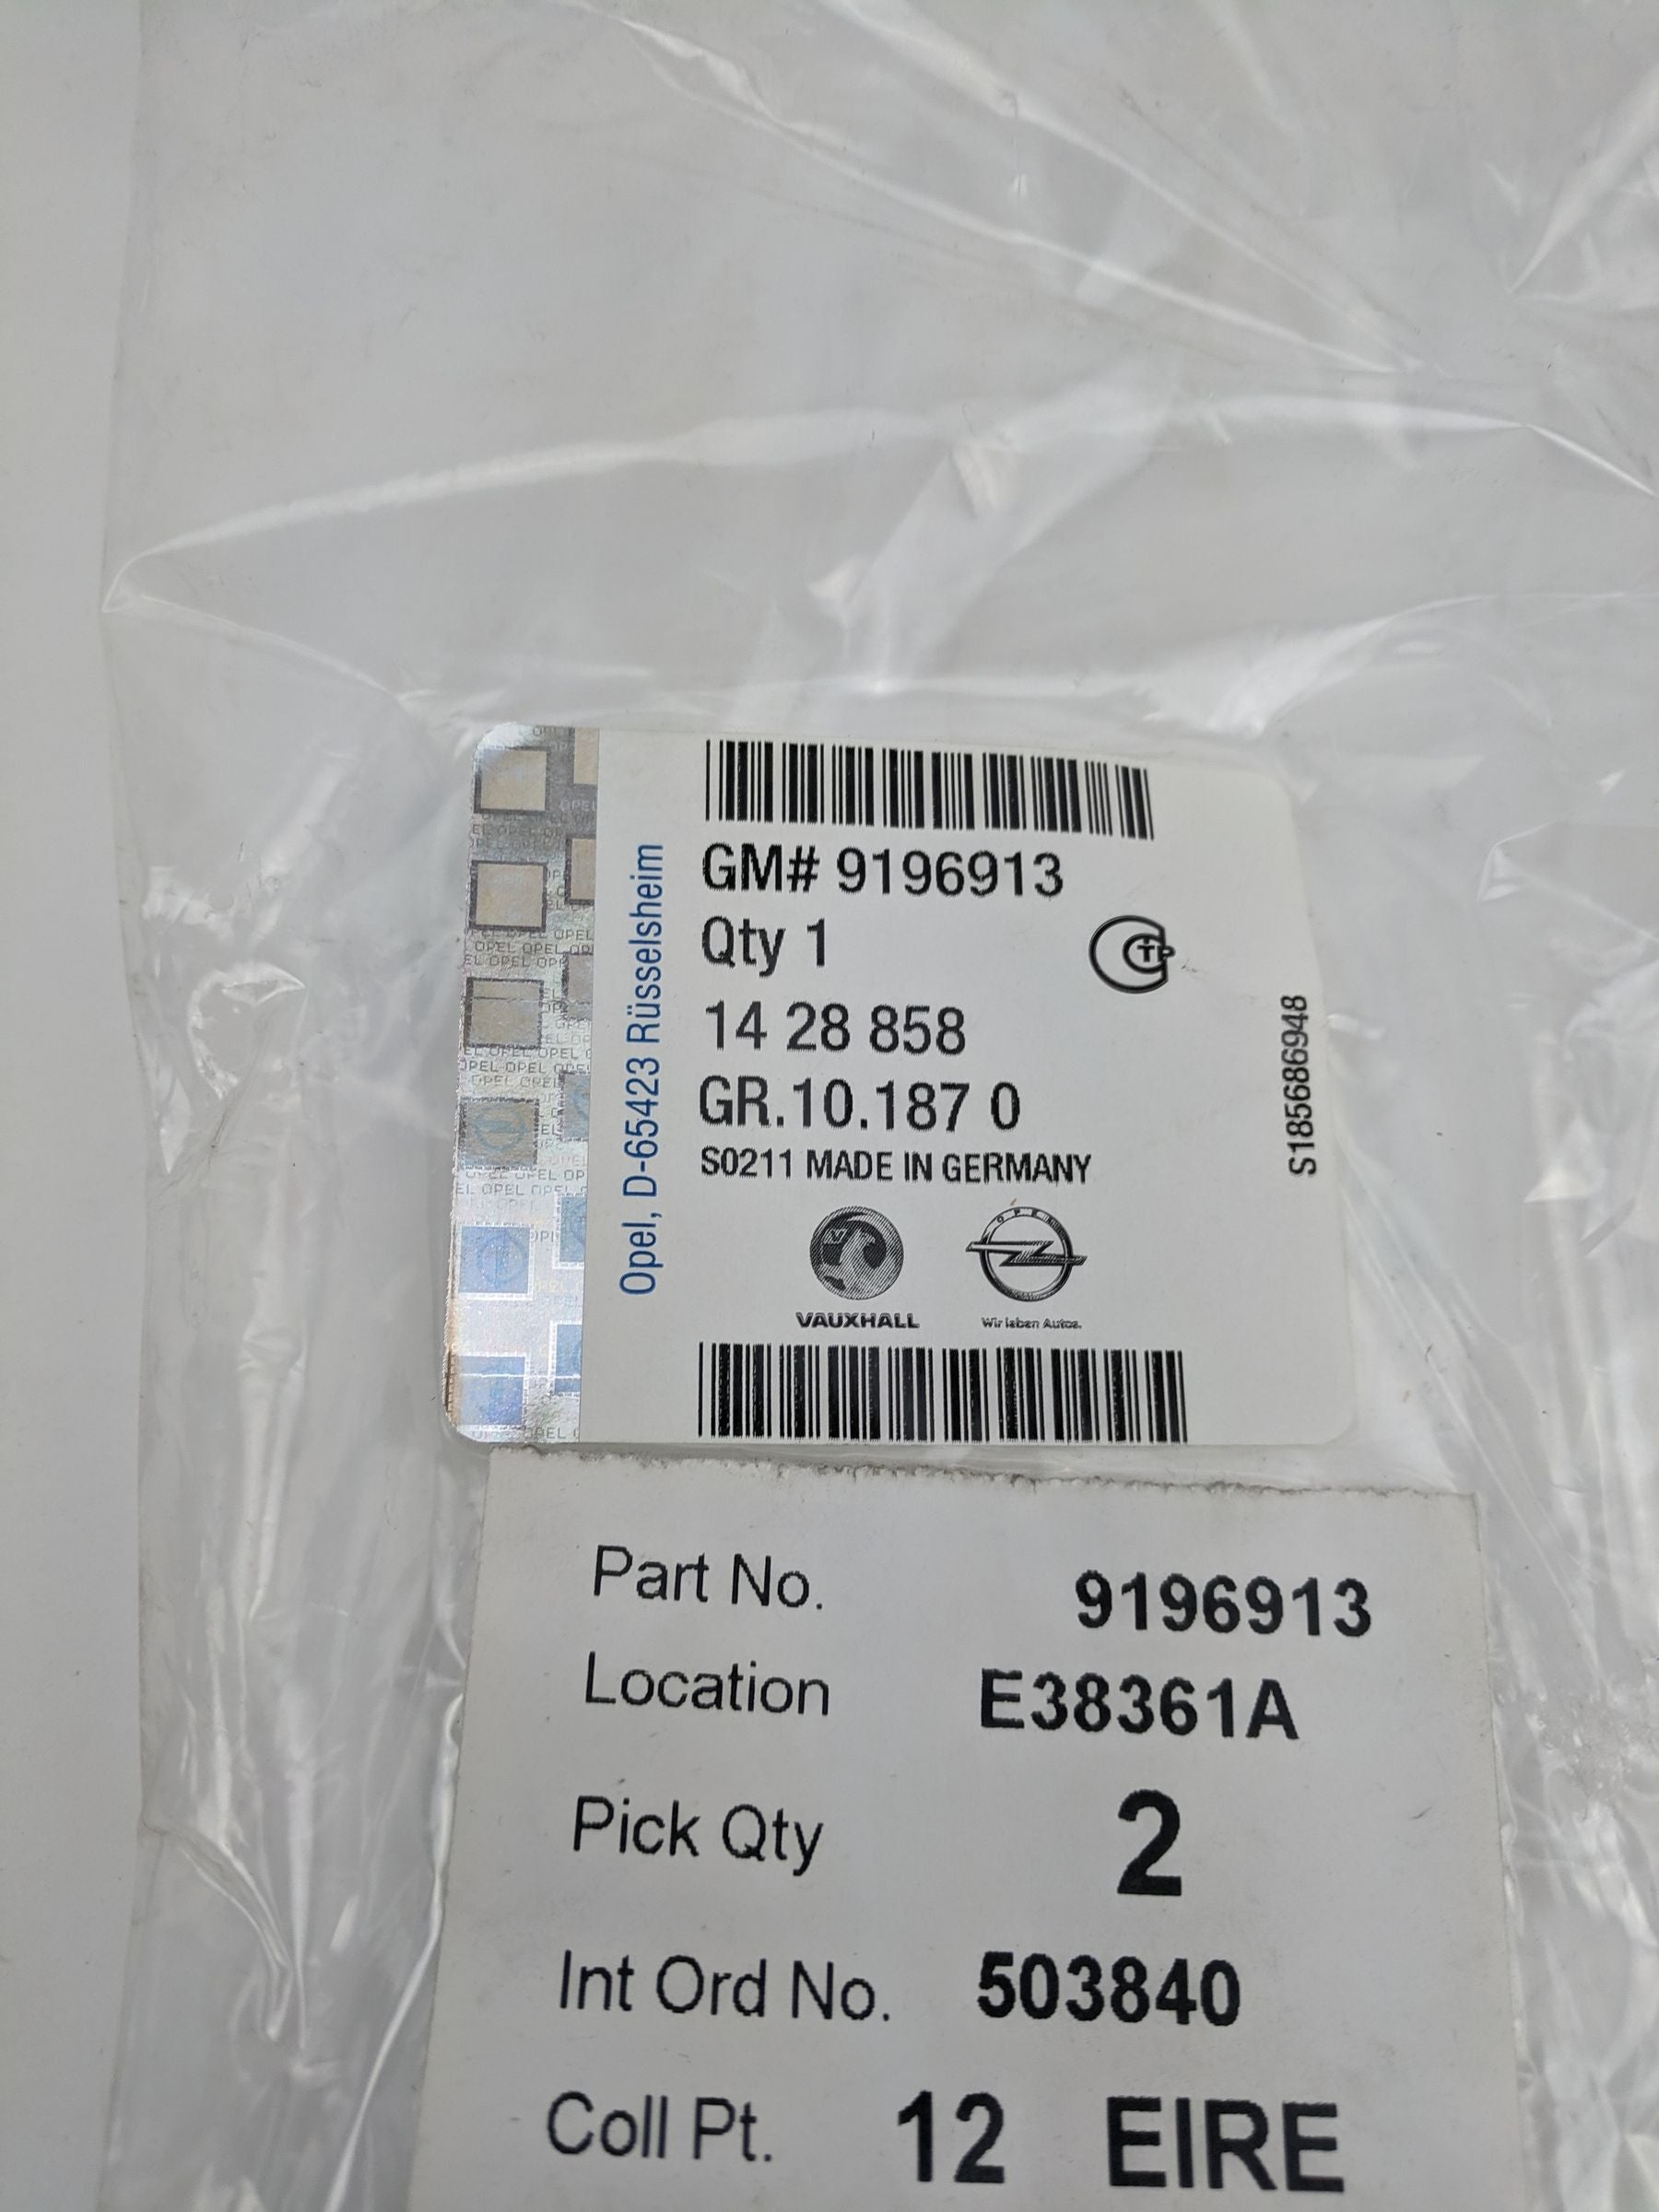 Opel, D-65423 Rüsselsheim
GM# 9196913
Qty 1
14 28 858
GR.10.187 0
S0211 MADE IN GERMANY
S185686948
VAUXHALL
OPEL
Wir leben Autos.
Part No. 9196913
Location E38361A
Pick Qty 2
Int Ord No. 503840
Coll Pt. 12 EIRE